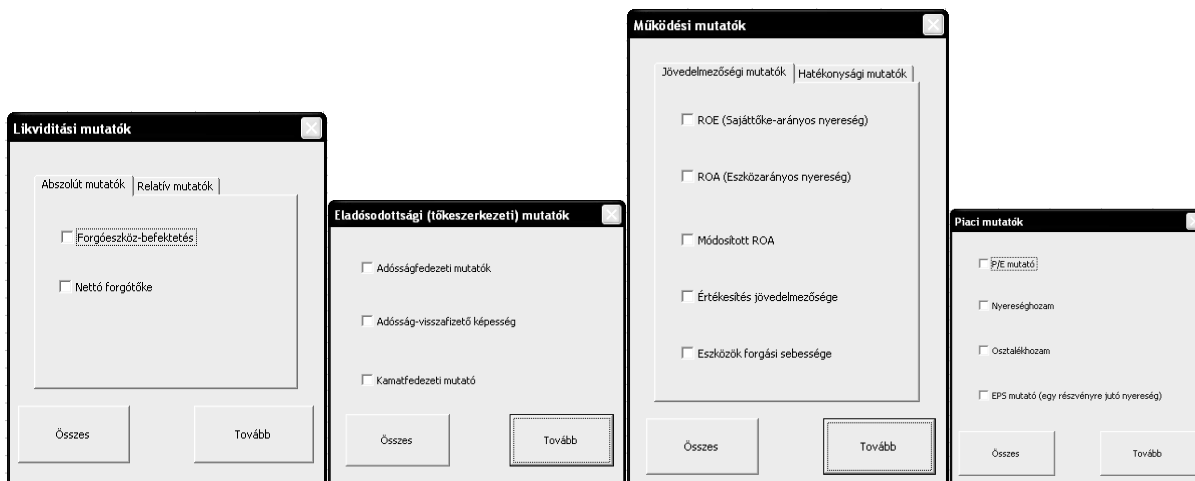 Likviditási mutatók
Abszolút mutatók
Relatív mutatók
Forgóeszköz-befektetés
Nettó forgótőke
Összes
Tovább
Eladósodottsági (tőkeszerkezeti) mutatók
Adósságfedezeti mutatók
Adósság-visszafizető képesség
Kamatfedezeti mutató
Összes
Tovább
Működési mutatók
Jövedelmezőségi mutatók
Hatékonysági mutatók
ROE (Sajáttőke-arányos nyereség)
ROA (Eszközarányos nyereség)
Módosított ROA
Értékesítés jövedelmezősége
Eszközök forgási sebessége
Összes
Tovább
Piaci mutatók
P/E mutató
Nyereséghozam
Osztalékhozam
EPS mutató (egy részvényre jutó nyereség)
Összes
Tovább